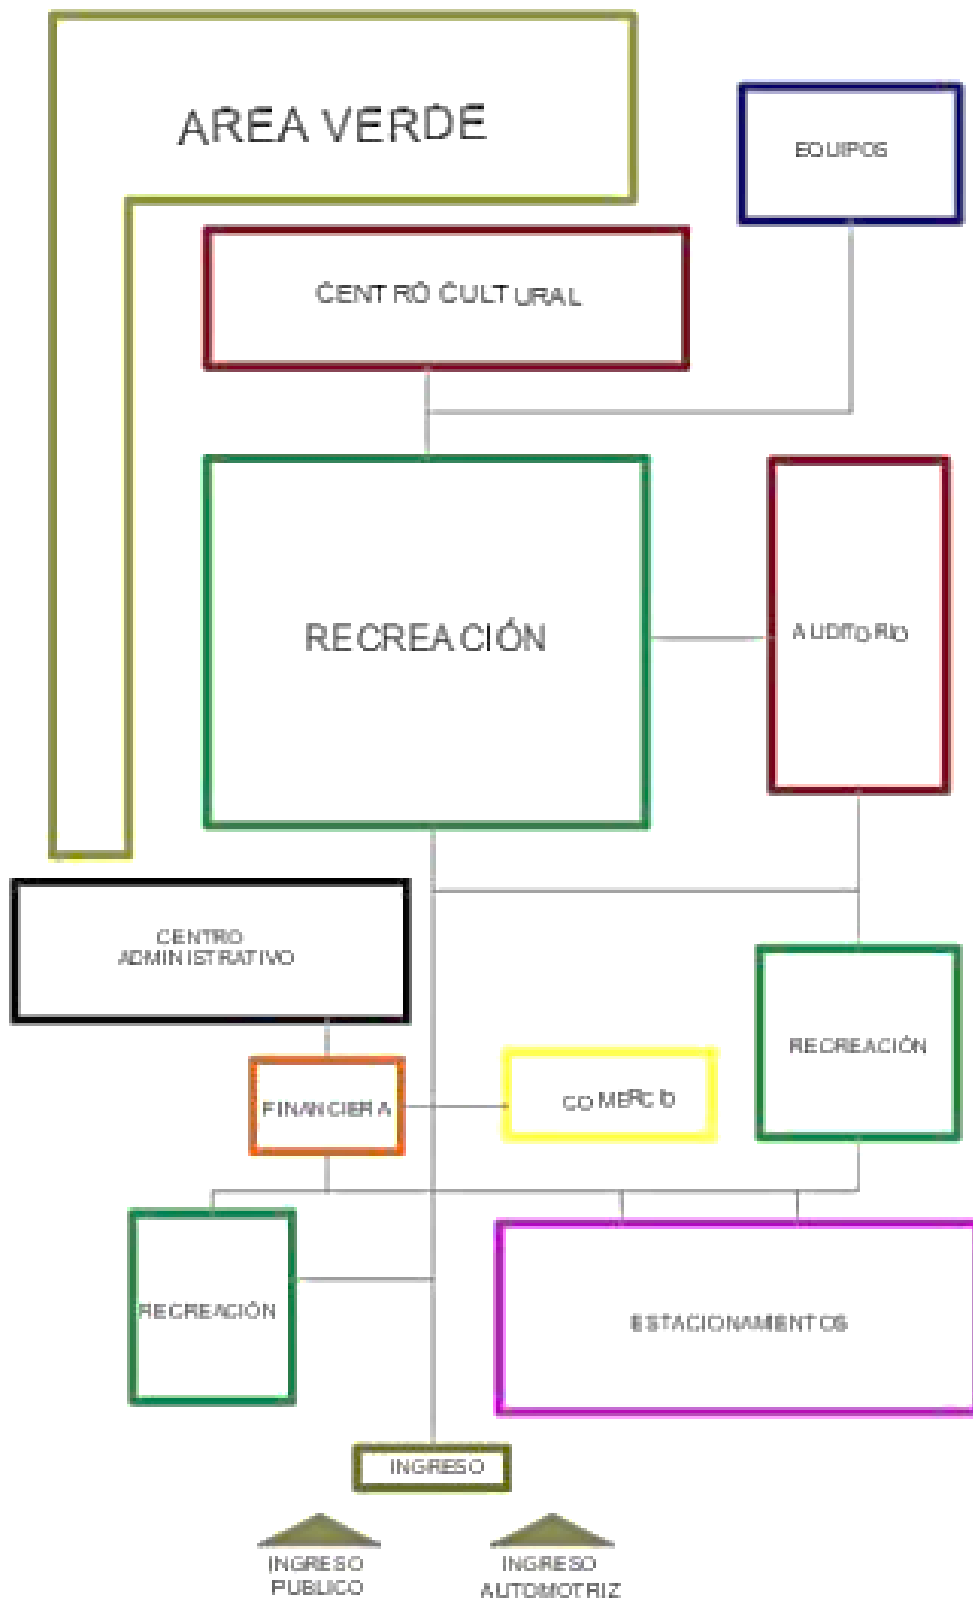 AREA VERDE
EQUIPOS
CENTRO CULTURAL
RECREACIÓN
AUDITORIO
CENTRO
ADMINISTRATIVO
RECREACIÓN
FINANCIERA
COMERCIO
RECREACIÓN
ESTACIONAMIENTOS
INGRESO
INGRESO
PUBLICO
INGRESO
AUTOMOTRIZ